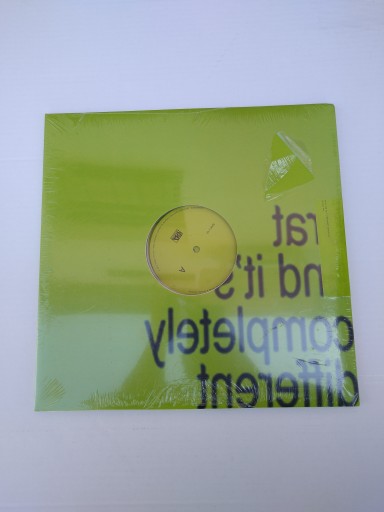 rat
nd it's
completely
different
A